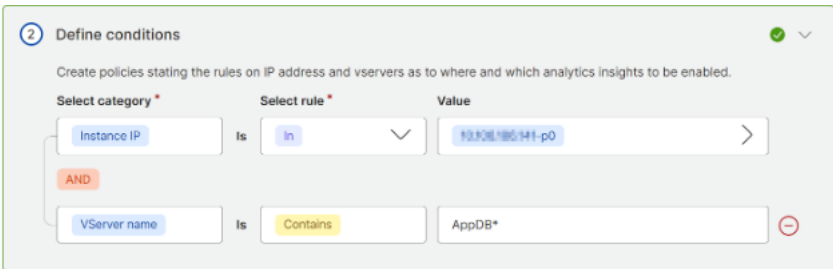 2 Define conditions
Create policies stating the rules on IP address and vservers as to where and which analytics insights to be enabled.
Select category * Select rule * Value
Instance IP Is In -p0
AND
VServer name Is Contains AppDB*